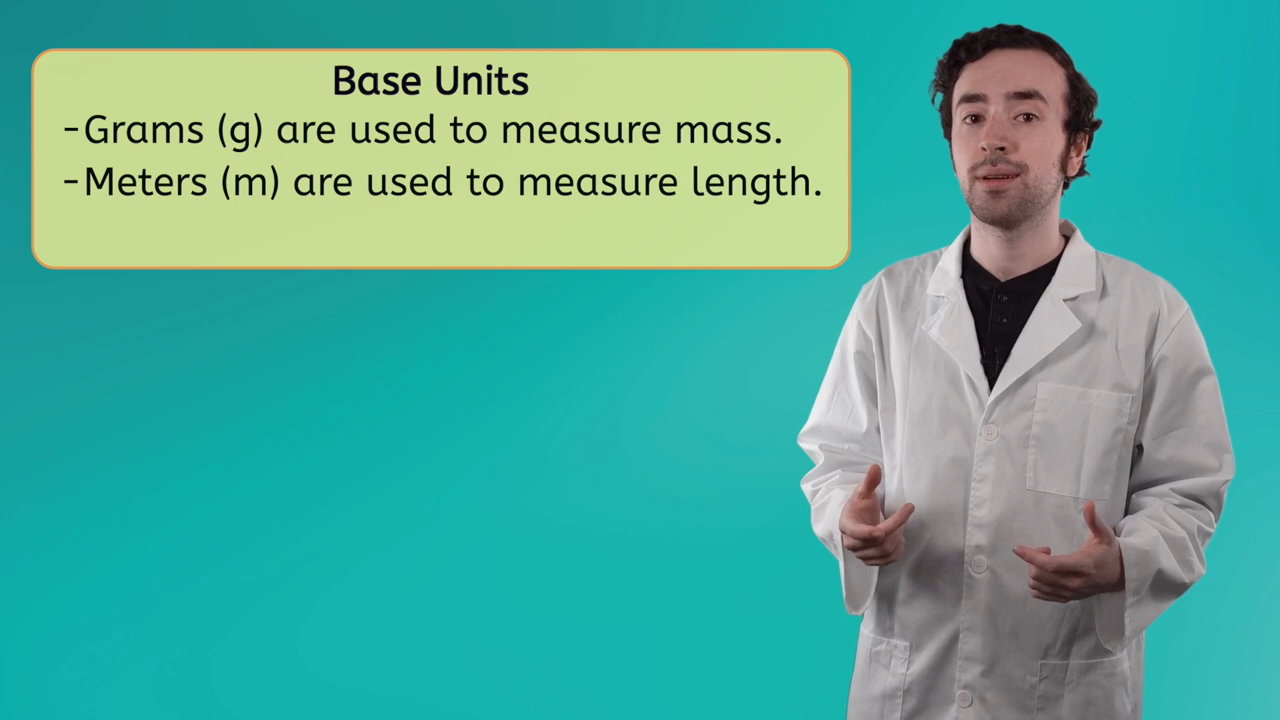 Base Units
-Grams (g) are used to measure mass.
-Meters (m) are used to measure length.